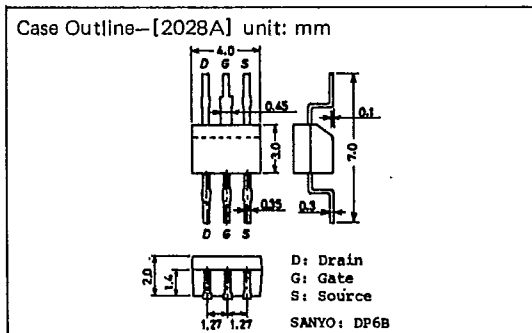 Case Outline—[2028A] unit: mm
4.0
D G S
0.45
0.1
3.0
7.0
0.35
0.3
D G S
2.0
1.4
1.27 1.27
D: Drain
G: Gate
S: Source
SANYO: DP6B